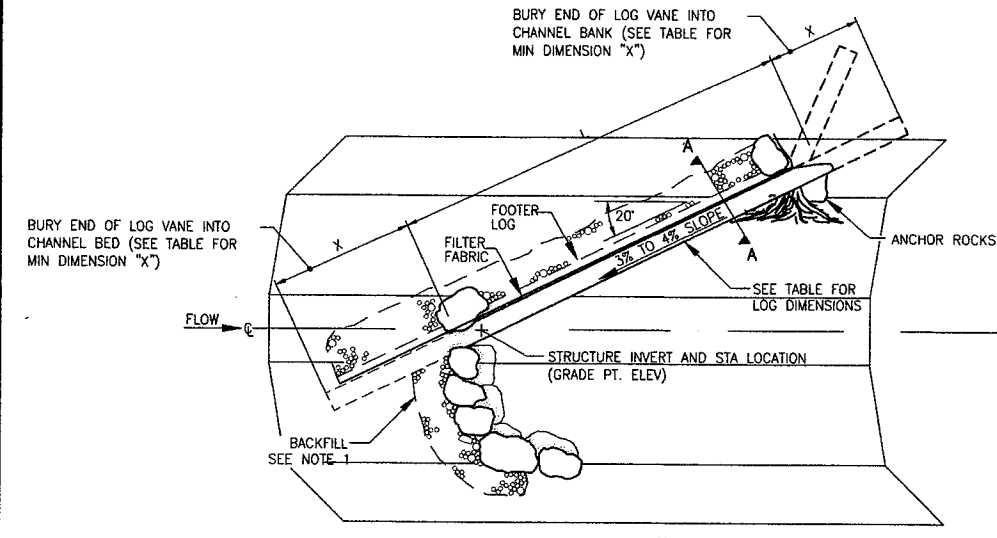 BURY END OF LOG VANE INTO
CHANNEL BANK (SEE TABLE FOR
MIN DIMENSION "X")
X
L
A
BURY END OF LOG VANE INTO
CHANNEL BED (SEE TABLE FOR
MIN DIMENSION "X")
X
FOOTER
LOG
20°
FILTER
FABRIC
3% TO 4% SLOPE
A
ANCHOR ROCKS
SEE TABLE FOR
LOG DIMENSIONS
FLOW
℄
STRUCTURE INVERT AND STA LOCATION
(GRADE PT. ELEV)
BACKFILL
SEE NOTE 1